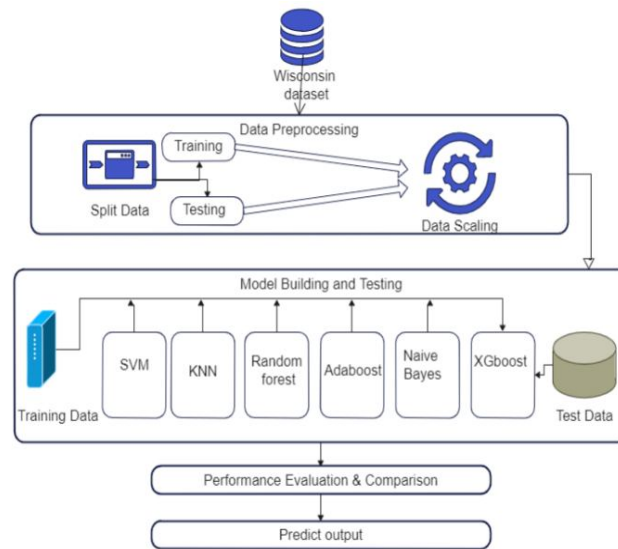 Wisconsin
dataset
Data Preprocessing
Training
Testing
Split Data
Data Scaling
Model Building and Testing
SVM
KNN
Random
forest
Adaboost
Naive
Bayes
XGboost
Training Data
Test Data
Performance Evaluation & Comparison
Predict output